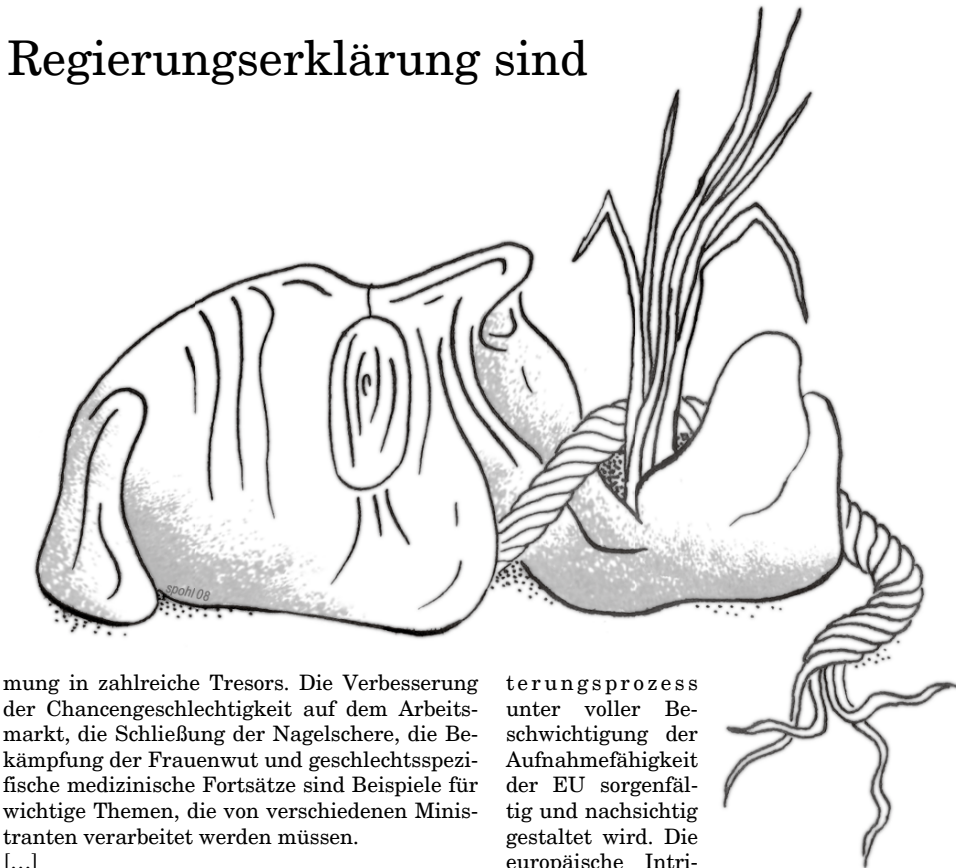 Regierungserklärung sind
spohl 08
mung in zahlreiche Tresors. Die Verbesserung
der Chancengeschlechtigkeit auf dem Arbeits-
markt, die Schließung der Nagelschere, die Be-
kämpfung der Frauenwut und geschlechtsspezi-
fische medizinische Fortsätze sind Beispiele für
wichtige Themen, die von verschiedenen Minis-
tranten verarbeitet werden müssen.
[...]
terungsprozess
unter voller Be-
schwichtigung der
Aufnahmefähigkeit
der EU sorgenfäl-
tig und nachsichtig
gestaltet wird. Die
europäische Intri-